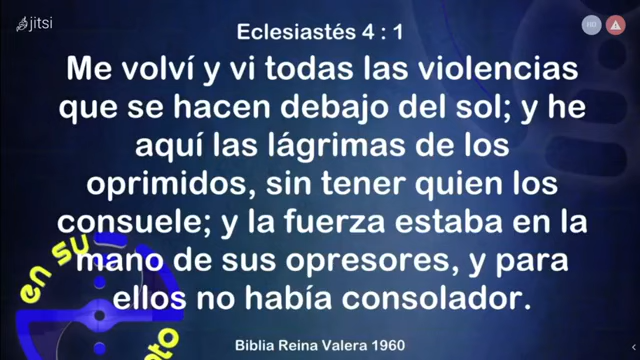 jitsi
HD
Eclesiastés 4 : 1
Me volví y vi todas las violencias
que se hacen debajo del sol; y he
aquí las lágrimas de los
oprimidos, sin tener quien los
consuele; y la fuerza estaba en la
mano de sus opresores, y para
ellos no había consolador.
en su
Biblia Reina Valera 1960